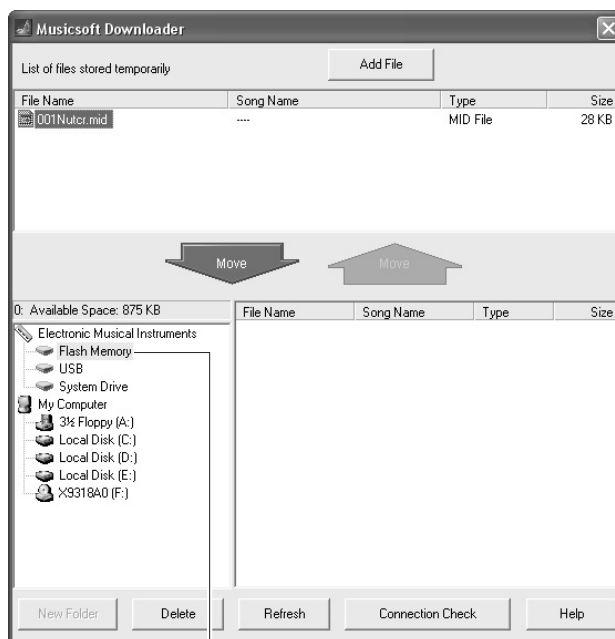 Musicsoft Downloader
List of files stored temporarily
Add File
File Name Song Name Type Size
001Nutcr.mid ---- MID File 28 KB
Move Move
0: Available Space: 875 KB
File Name Song Name Type Size
Electronic Musical Instruments
Flash Memory
USB
System Drive
My Computer
3½ Floppy (A:)
Local Disk (C:)
Local Disk (D:)
Local Disk (E:)
X9318A0 (F:)
New Folder Delete Refresh Connection Check Help